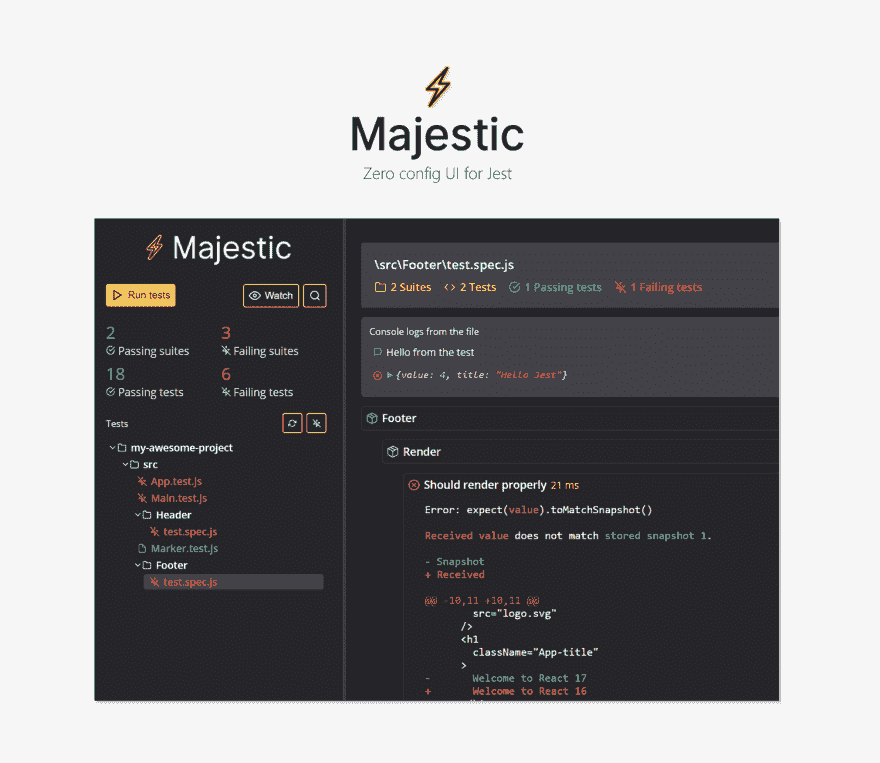 Majestic
Zero config UI for Jest
Majestic
Run tests
Watch
2
Passing suites
3
Failing suites
18
Passing tests
6
Failing tests
Tests
my-awesome-project
src
App.test.js
Main.test.js
Header
test.spec.js
Marker.test.js
Footer
test.spec.js
\src\Footer\test.spec.js
2 Suites <> 2 Tests 1 Passing tests 1 Failing tests
Console logs from the file
Hello from the test
{value: 4, title: "Hello Jest"}
Footer
Render
Should render properly 21 ms
Error: expect(value).toMatchSnapshot()
Received value does not match stored snapshot 1.
- Snapshot
+ Received
@@ -10,11 +10,11 @@
src="logo.svg"
/>
<h1
className="App-title"
>
- Welcome to React 17
+ Welcome to React 16